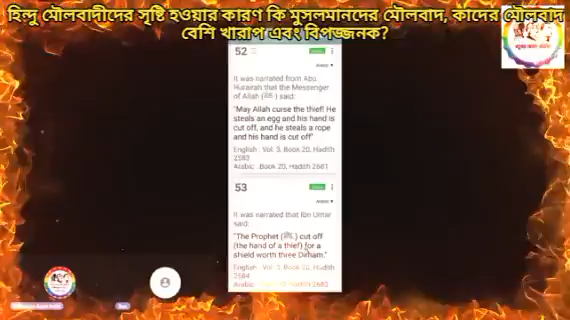 হিন্দু মৌলবাদীদের সৃষ্টি হওয়ার কারণ কি মুসলমানদের মৌলবাদ, কাদের মৌলবাদ
বেশি খারাপ এবং বিপজ্জনক?
52
It was narrated from Abu
Hurairah that the Messenger
of Allah (ﷺ) said:
"May Allah curse the thief! He
steals an egg and his hand is
cut off, and he steals a rope
and his hand is cut off"
English : Vol. 3, Book 20, Hadith
2583
Arabic : Book 20, Hadith 2681
53
It was narrated that Ibn Umar
said:
"The Prophet (ﷺ) cut off
(the hand of a thief) for a
shield worth three Dirham."
English : Vol. 3, Book 20, Hadith
2584
Book 20, Hadith 2682